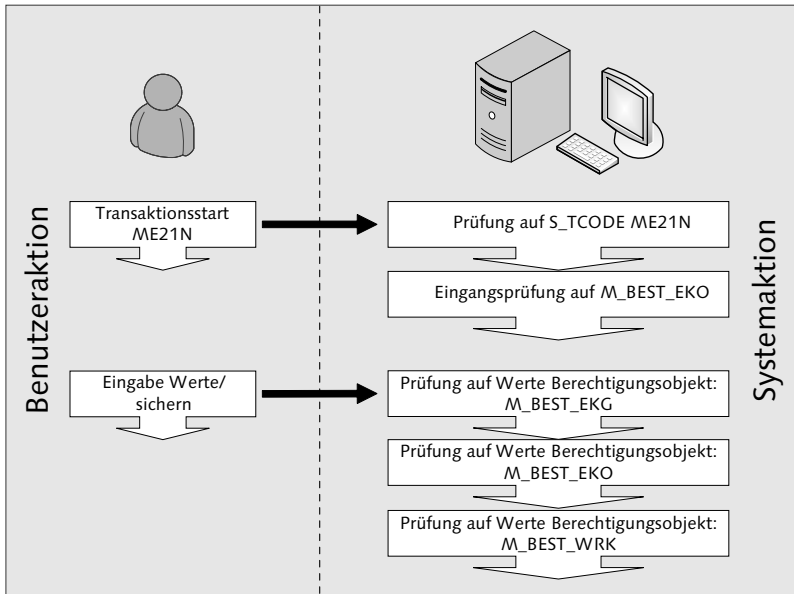 Benutzeraktion
Systemaktion
Transaktionsstart
ME21N
Prüfung auf S_TCODE ME21N
Eingangsprüfung auf M_BEST_EKO
Eingabe Werte/
sichern
Prüfung auf Werte Berechtigungsobjekt:
M_BEST_EKG
Prüfung auf Werte Berechtigungsobjekt:
M_BEST_EKO
Prüfung auf Werte Berechtigungsobjekt:
M_BEST_WRK